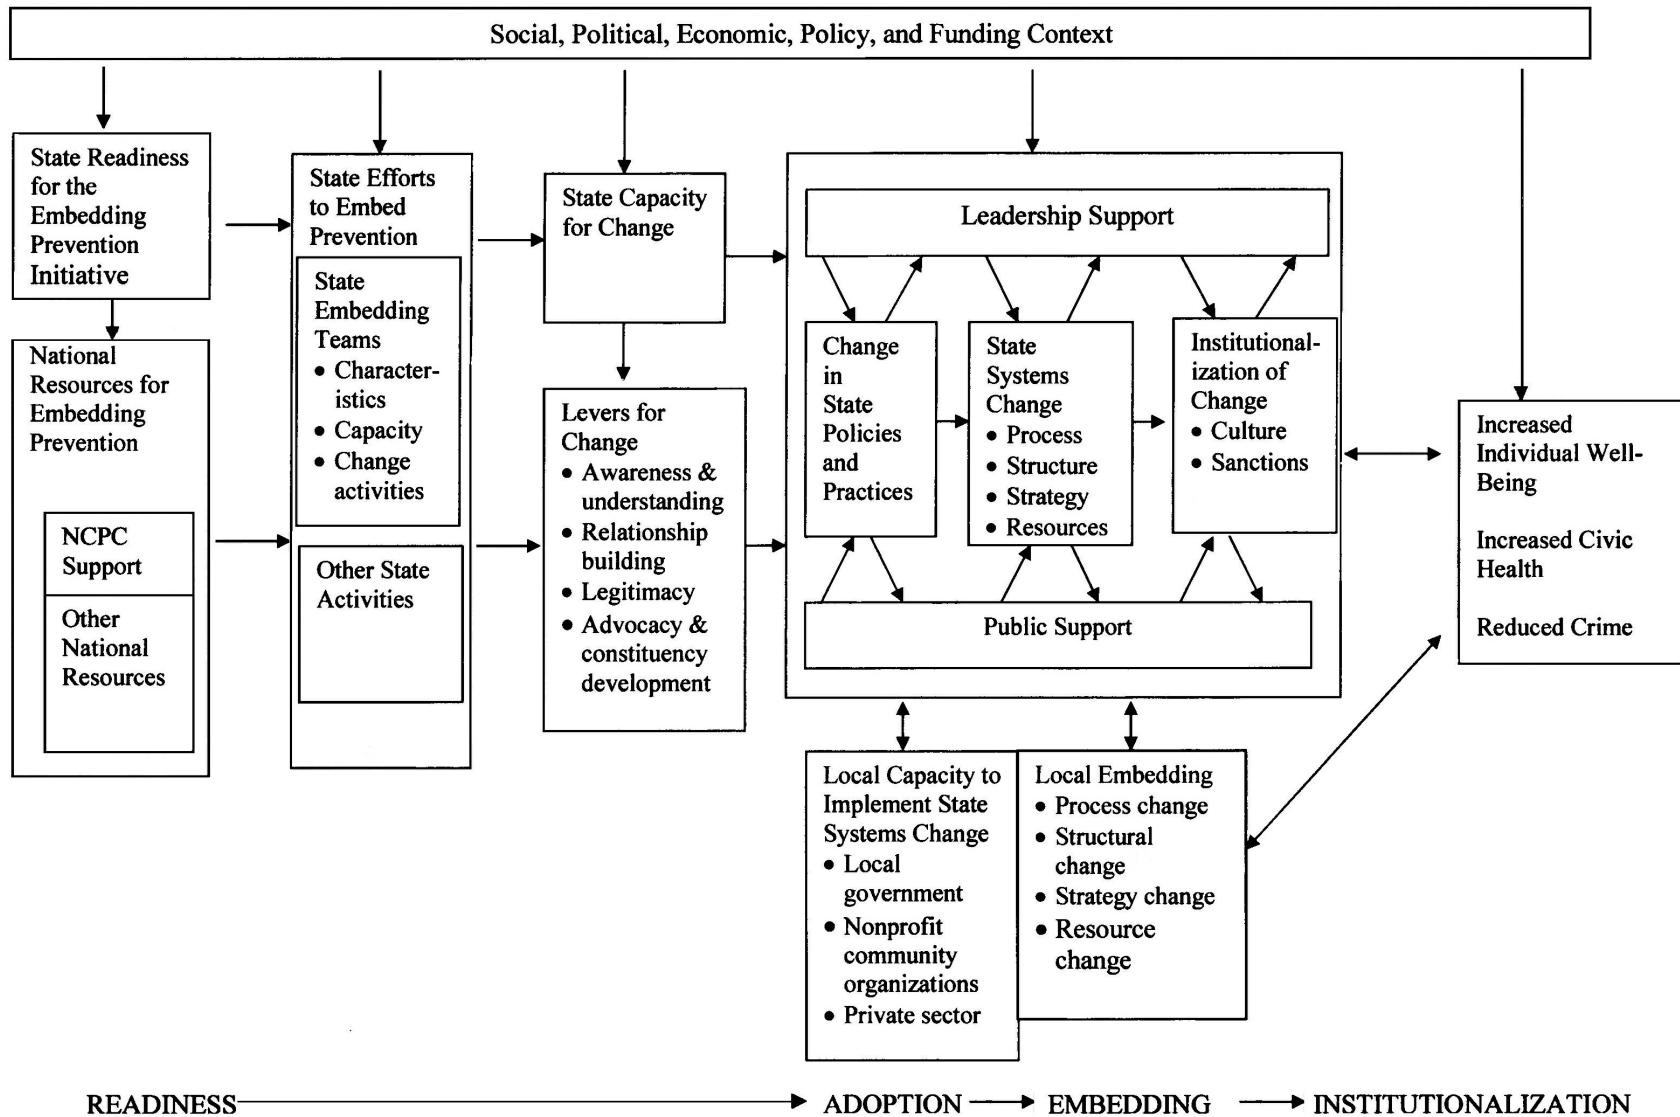 Social, Political, Economic, Policy, and Funding Context
State Readiness
for the
Embedding
Prevention
Initiative
National
Resources for
Embedding
Prevention
NCPC
Support
Other
National
Resources
State Efforts
to Embed
Prevention
State
Embedding
Teams
• Character-
istics
• Capacity
• Change
activities
Other State
Activities
State Capacity
for Change
Levers for
Change
• Awareness &
understanding
• Relationship
building
• Legitimacy
• Advocacy &
constituency
development
Leadership Support
Change
in
State
Policies
and
Practices
State
Systems
Change
• Process
• Structure
• Strategy
• Resources
Institutional-
ization of
Change
• Culture
• Sanctions
Public Support
Local Capacity to
Implement State
Systems Change
• Local
government
• Nonprofit
community
organizations
• Private sector
Local Embedding
• Process change
• Structural
change
• Strategy change
• Resource
change
Increased
Individual Well-
Being
Increased Civic
Health
Reduced Crime
READINESS ADOPTION EMBEDDING INSTITUTIONALIZATION